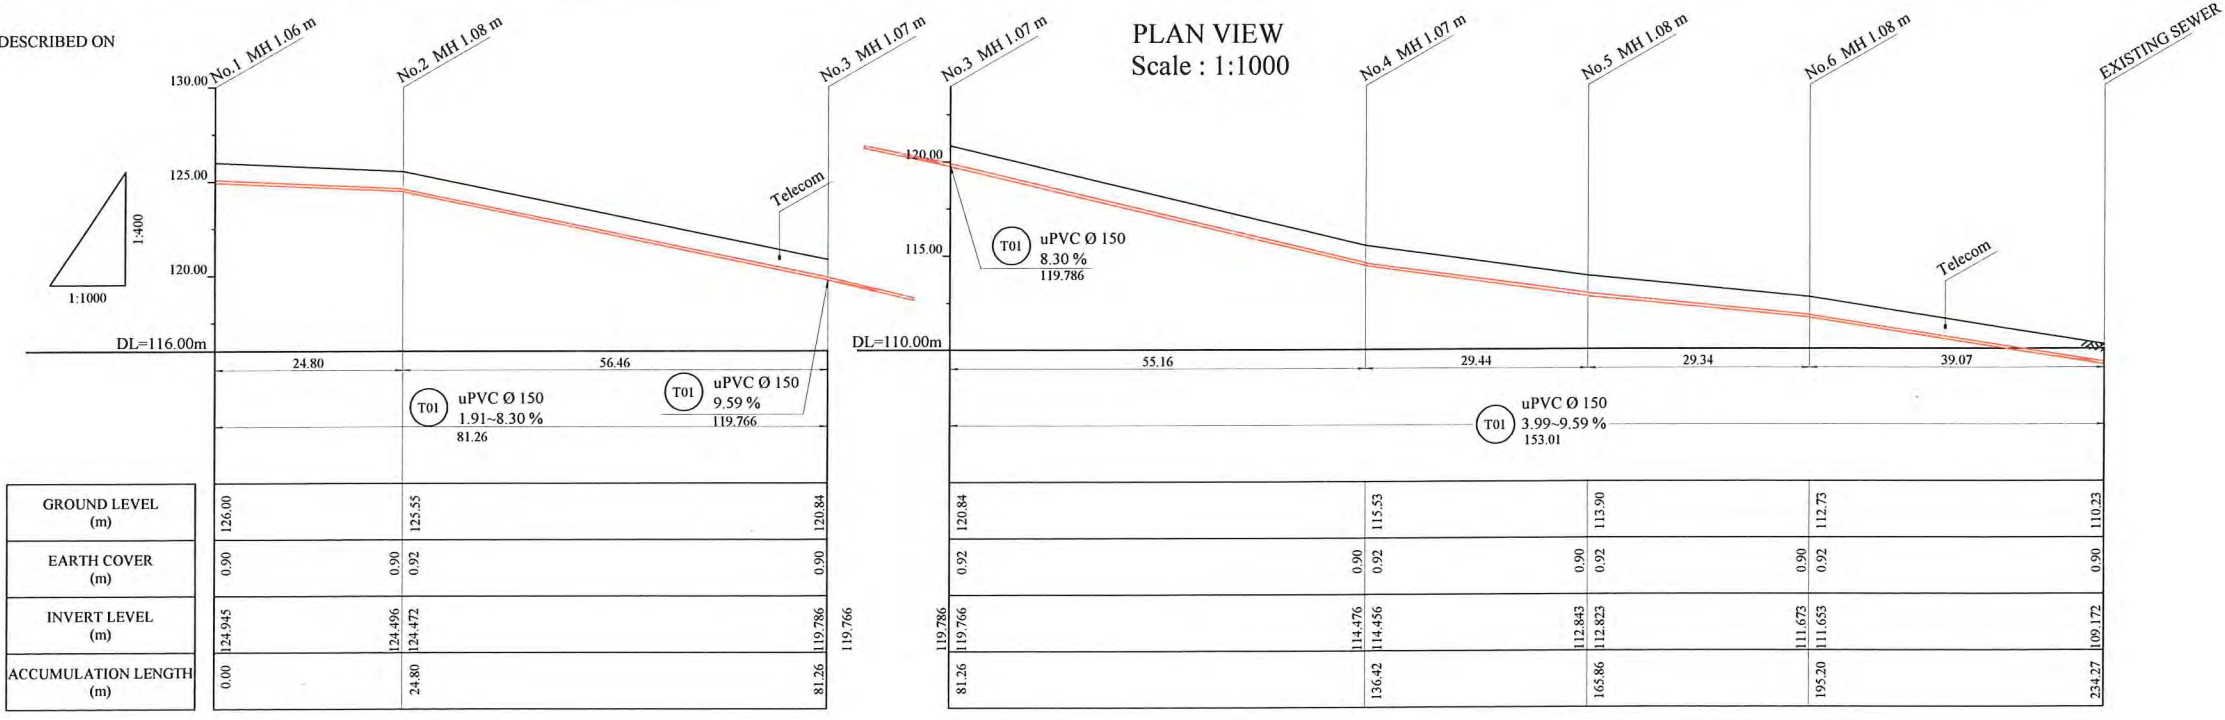 DESCRIBED ON
PLAN VIEW
Scale : 1:1000
No.1 MH 1.06 m
No.2 MH 1.08 m
No.3 MH 1.07 m
No.3 MH 1.07 m
No.4 MH 1.07 m
No.5 MH 1.08 m
No.6 MH 1.08 m
EXISTING SEWER
130.00
125.00
120.00
DL=116.00m
1:400
1:1000
Telecom
120.00
115.00
DL=110.00m
T01
uPVC Ø 150
8.30 %
119.786
Telecom
24.80
56.46
55.16
29.44
29.34
39.07
T01
uPVC Ø 150
1.91~8.30 %
81.26
T01
uPVC Ø 150
9.59 %
119.766
T01
uPVC Ø 150
3.99~9.59 %
153.01
GROUND LEVEL
(m)
126.00
125.55
120.84
120.84
115.53
113.90
112.73
110.23
EARTH COVER
(m)
0.90
0.90
0.92
0.90
0.92
0.90
0.92
0.90
0.92
0.90
0.92
0.90
INVERT LEVEL
(m)
124.945
124.496
124.472
119.786
119.766
119.786
119.766
114.476
114.456
112.843
112.823
111.673
111.653
109.172
ACCUMULATION LENGTH
(m)
0.00
24.80
81.26
81.26
136.42
165.86
195.20
234.27